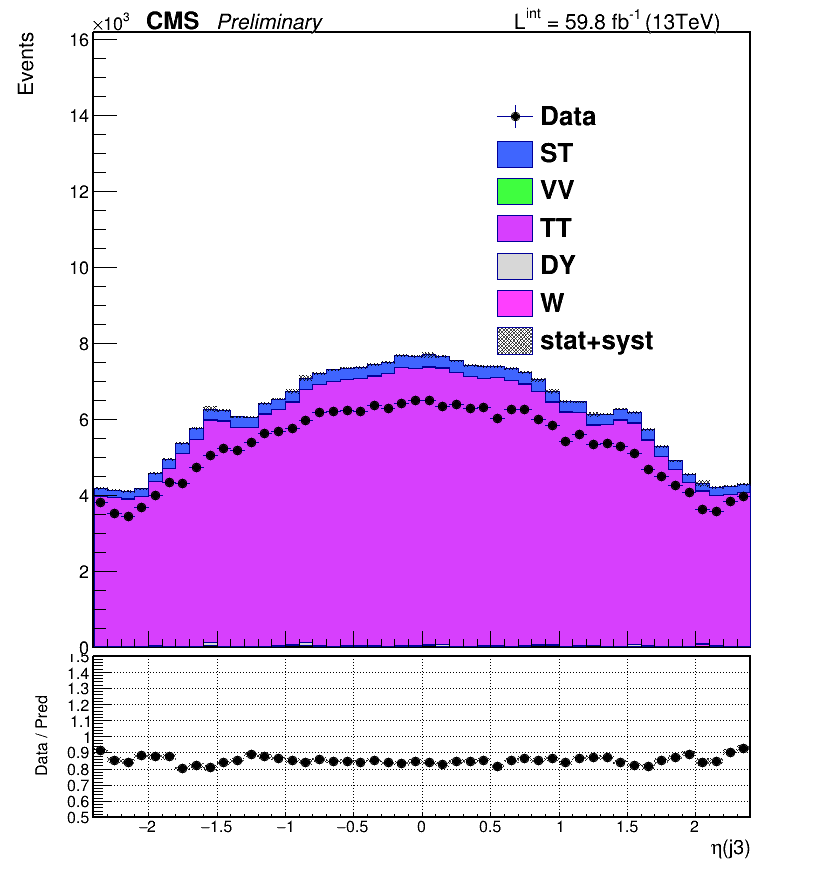 ×10³ CMS Preliminary L^int = 59.8 fb⁻¹ (13TeV)
Events
16
14
12
10
8
6
4
2
0
Data
ST
VV
TT
DY
W
stat+syst
Data / Pred
1.5
1.4
1.3
1.2
1.1
1
0.9
0.8
0.7
0.6
0.5
−2 −1.5 −1 −0.5 0 0.5 1 1.5 2
η(j3)